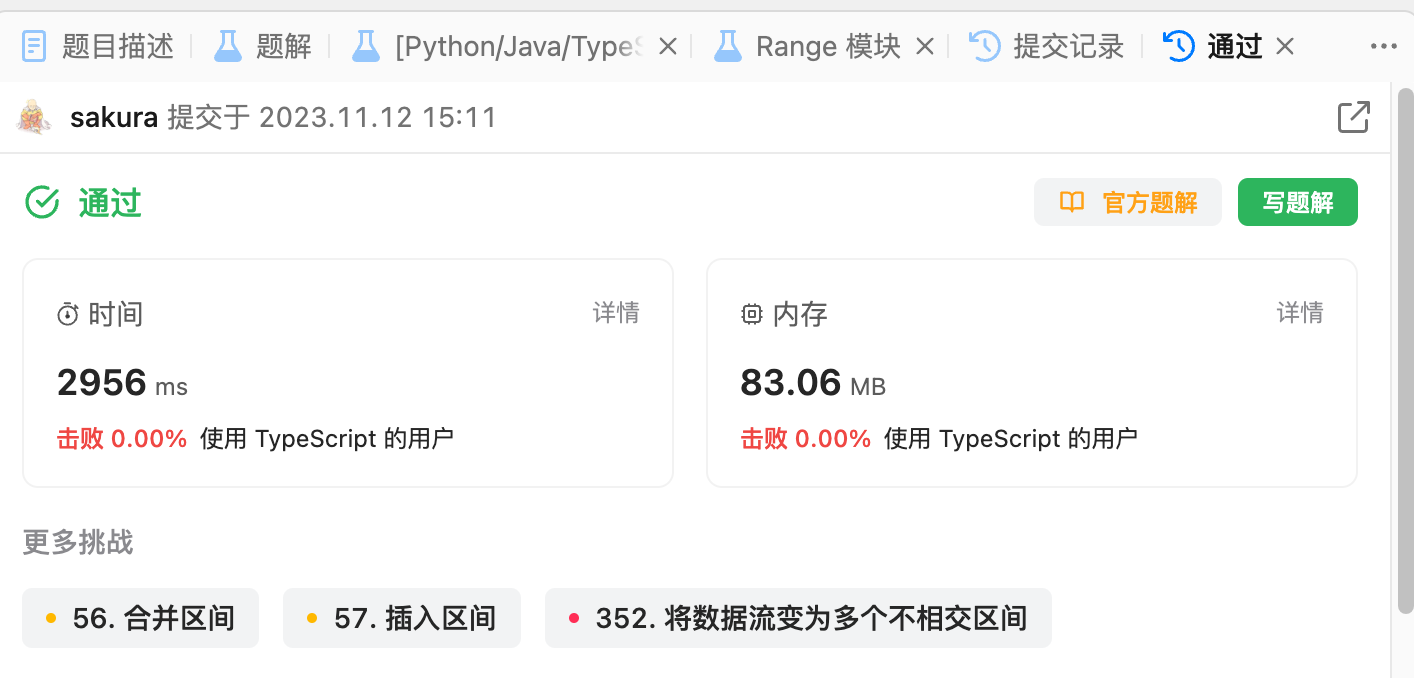 题目描述 题解 [Python/Java/Type Range 模块 提交记录 通过
sakura 提交于 2023.11.12 15:11
通过 官方题解 写题解
时间 详情 内存 详情
2956 ms 83.06 MB
击败 0.00% 使用 TypeScript 的用户 击败 0.00% 使用 TypeScript 的用户
更多挑战
56. 合并区间 57. 插入区间 352. 将数据流变为多个不相交区间